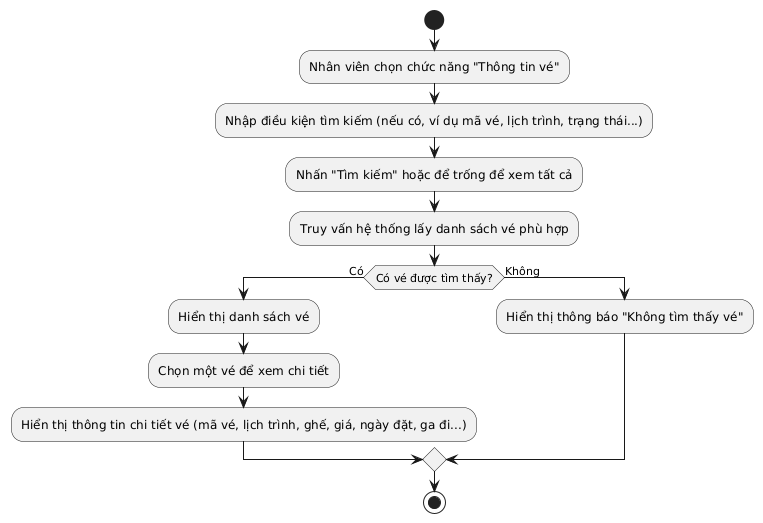 Nhân viên chọn chức năng "Thông tin vé"
Nhập điều kiện tìm kiếm (nếu có, ví dụ mã vé, lịch trình, trạng thái...)
Nhấn "Tìm kiếm" hoặc để trống để xem tất cả
Truy vấn hệ thống lấy danh sách vé phù hợp
Có vé được tìm thấy?
Có
Không
Hiển thị danh sách vé
Hiển thị thông báo "Không tìm thấy vé"
Chọn một vé để xem chi tiết
Hiển thị thông tin chi tiết vé (mã vé, lịch trình, ghế, giá, ngày đặt, ga đi...)